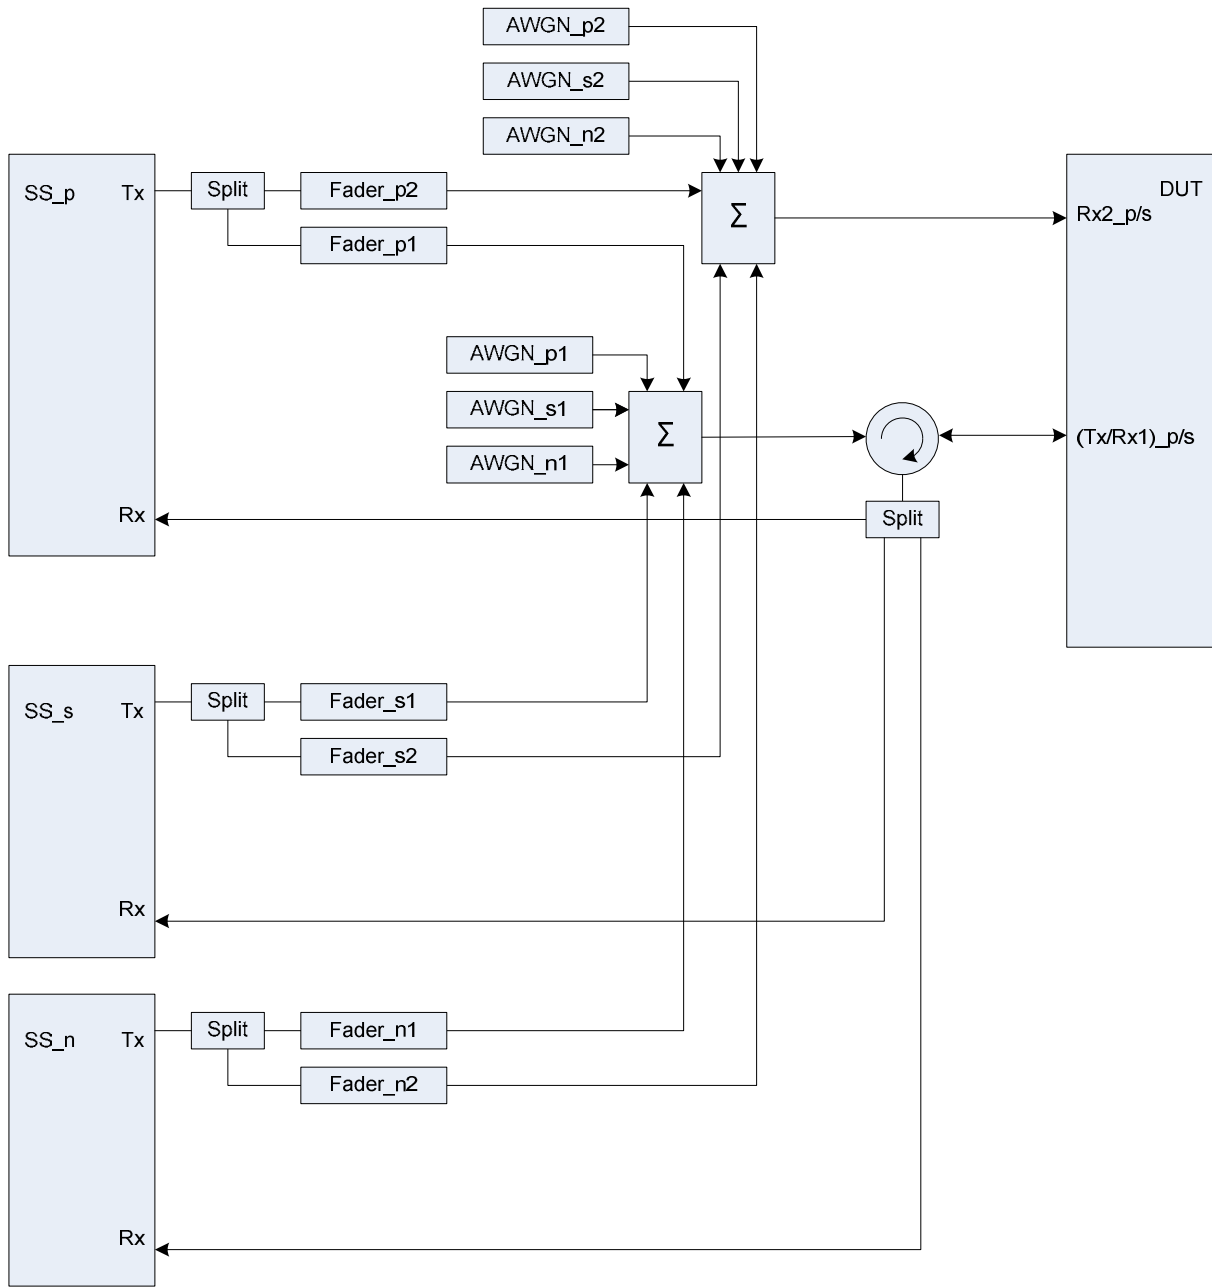 AWGN_p2
AWGN_s2
AWGN_n2
SS_p
Tx
Split
Fader_p2
Fader_p1
Σ
DUT
Rx2_p/s
AWGN_p1
AWGN_s1
AWGN_n1
Σ
(Tx/Rx1)_p/s
Rx
Split
SS_s
Tx
Split
Fader_s1
Fader_s2
Rx
SS_n
Tx
Split
Fader_n1
Fader_n2
Rx